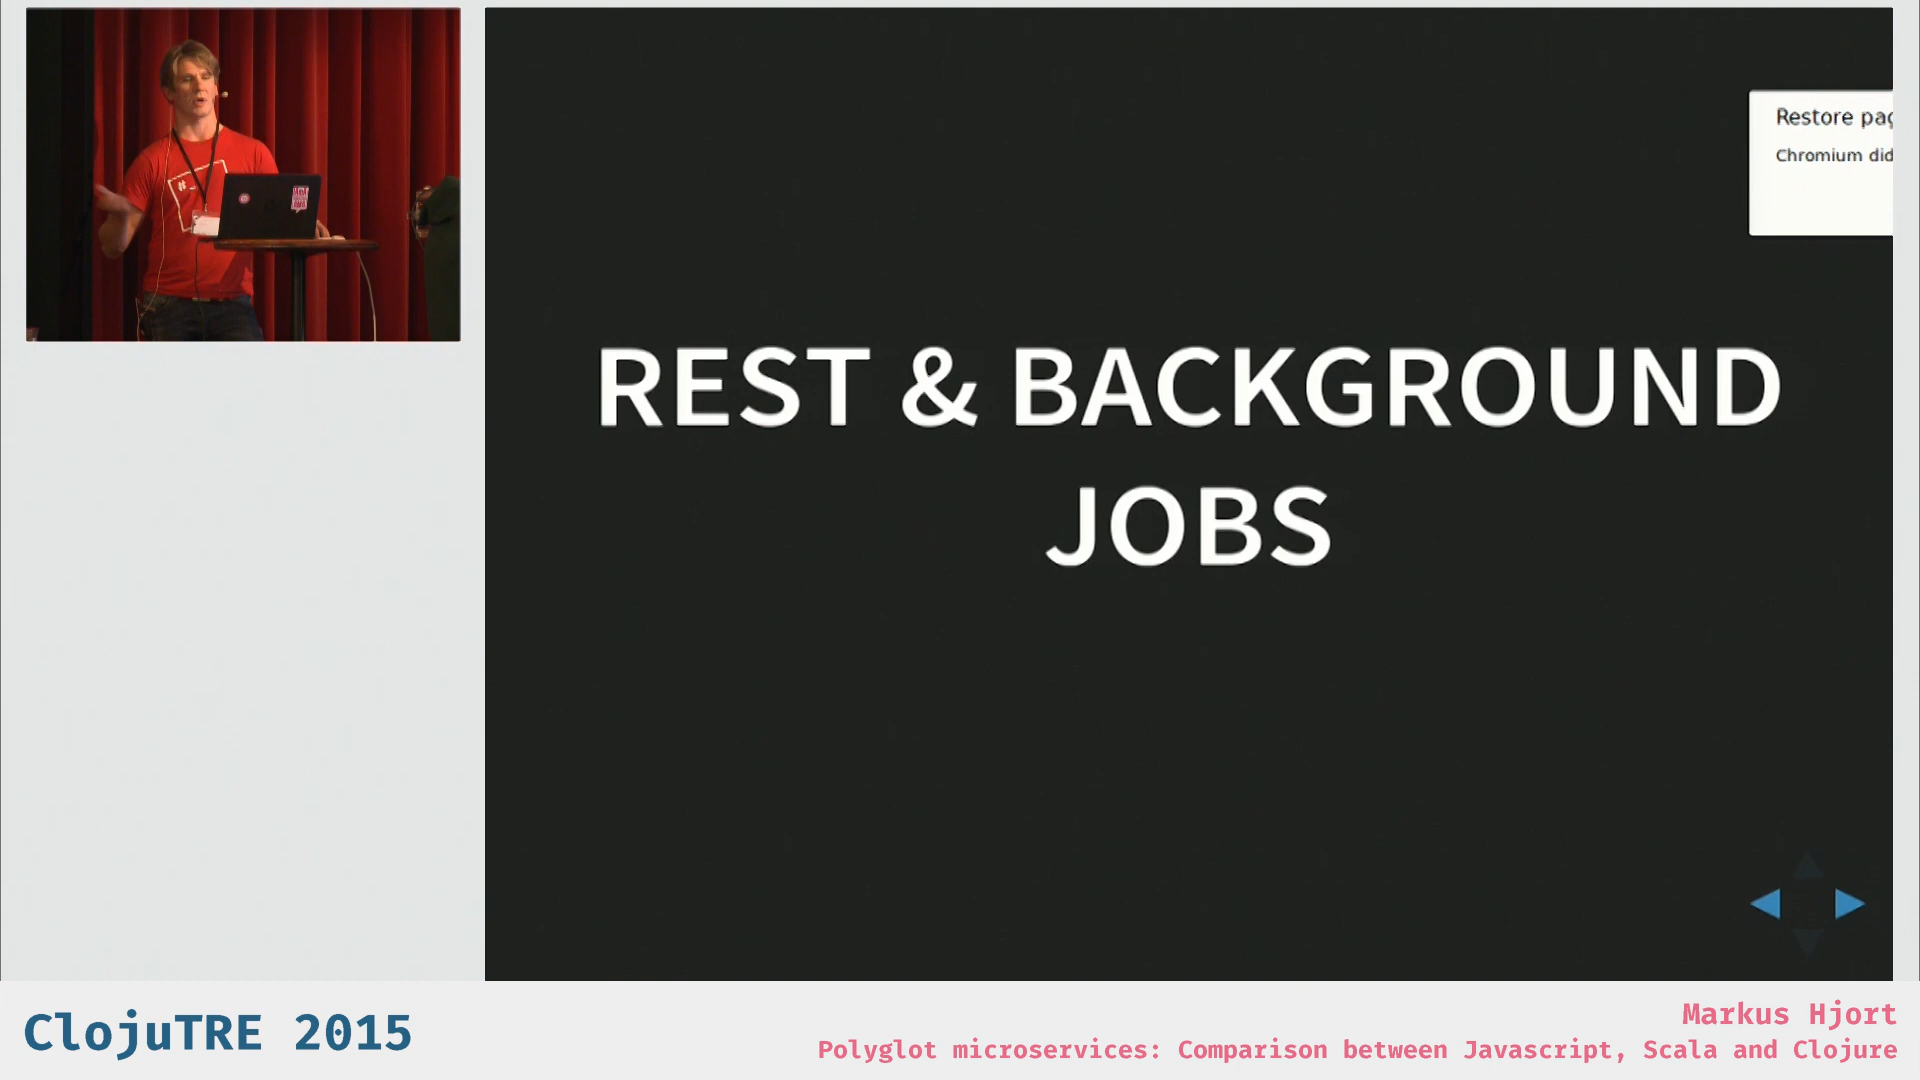 Restore pag
Chromium did
REST & BACKGROUND
JOBS
ClojuTRE 2015
Markus Hjort
Polyglot microservices: Comparison between Javascript, Scala and Clojure